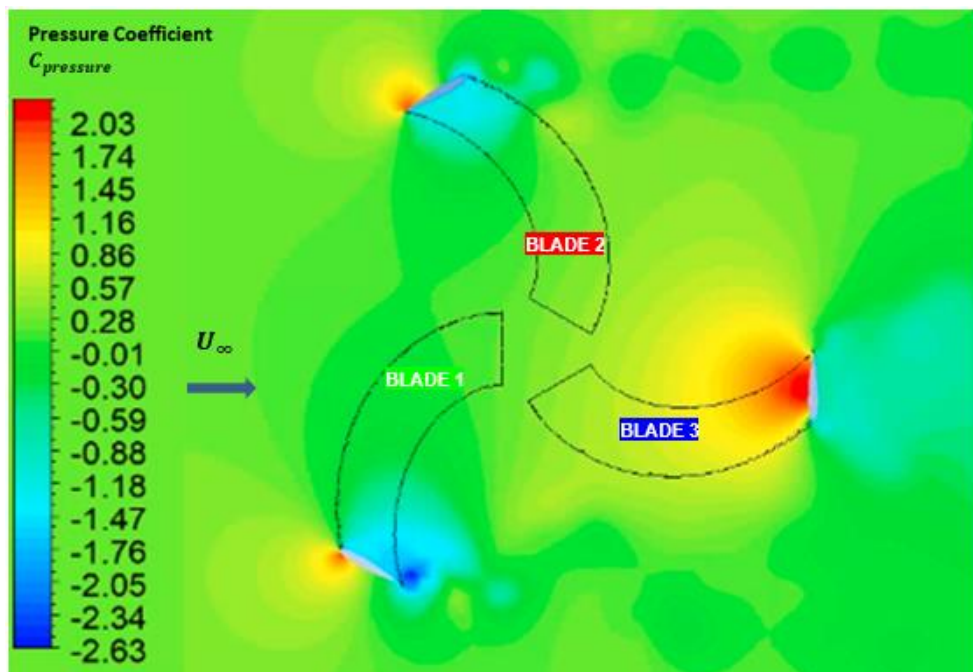 Pressure Coefficient
C_pressure
2.03
1.74
1.45
1.16
0.86
0.57
0.28
-0.01
-0.30
-0.59
-0.88
-1.18
-1.47
-1.76
-2.05
-2.34
-2.63
U_∞
BLADE 2
BLADE 1
BLADE 3